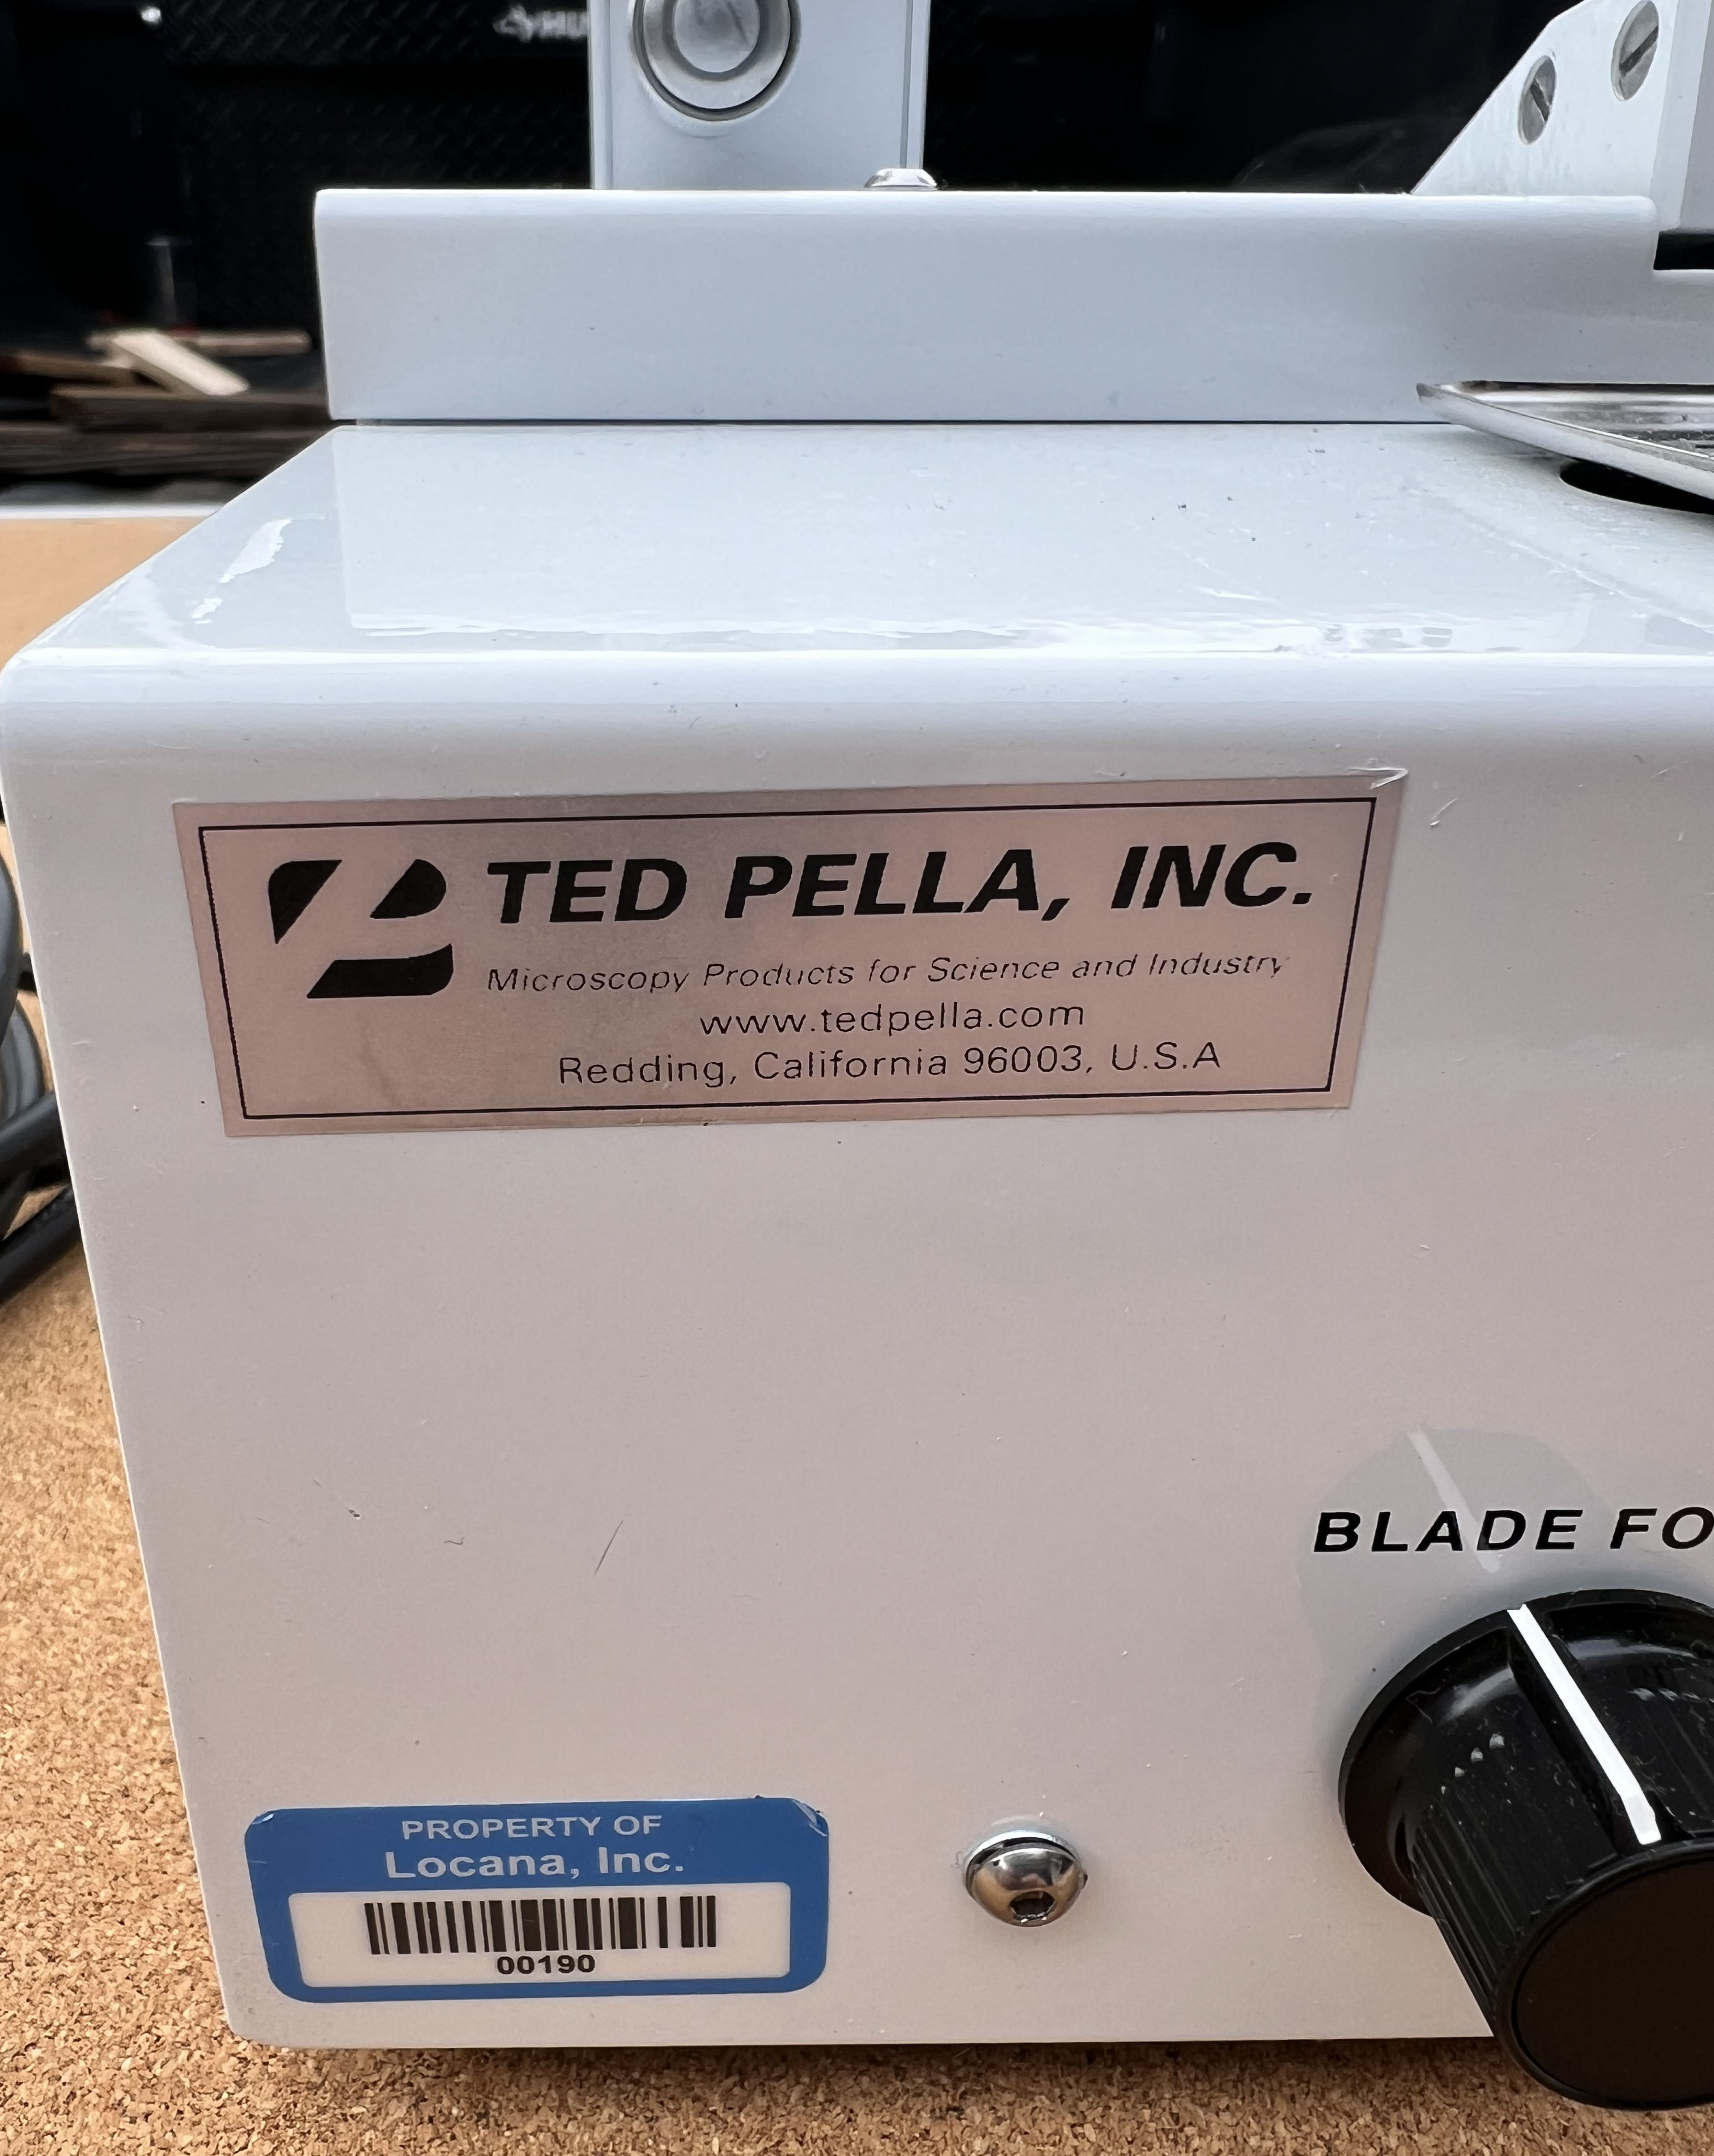 TED PELLA, INC.
Microscopy Products for Science and Industry
www.tedpella.com
Redding, California 96003, U.S.A
BLADE FO
PROPERTY OF
Locana, Inc.
00190